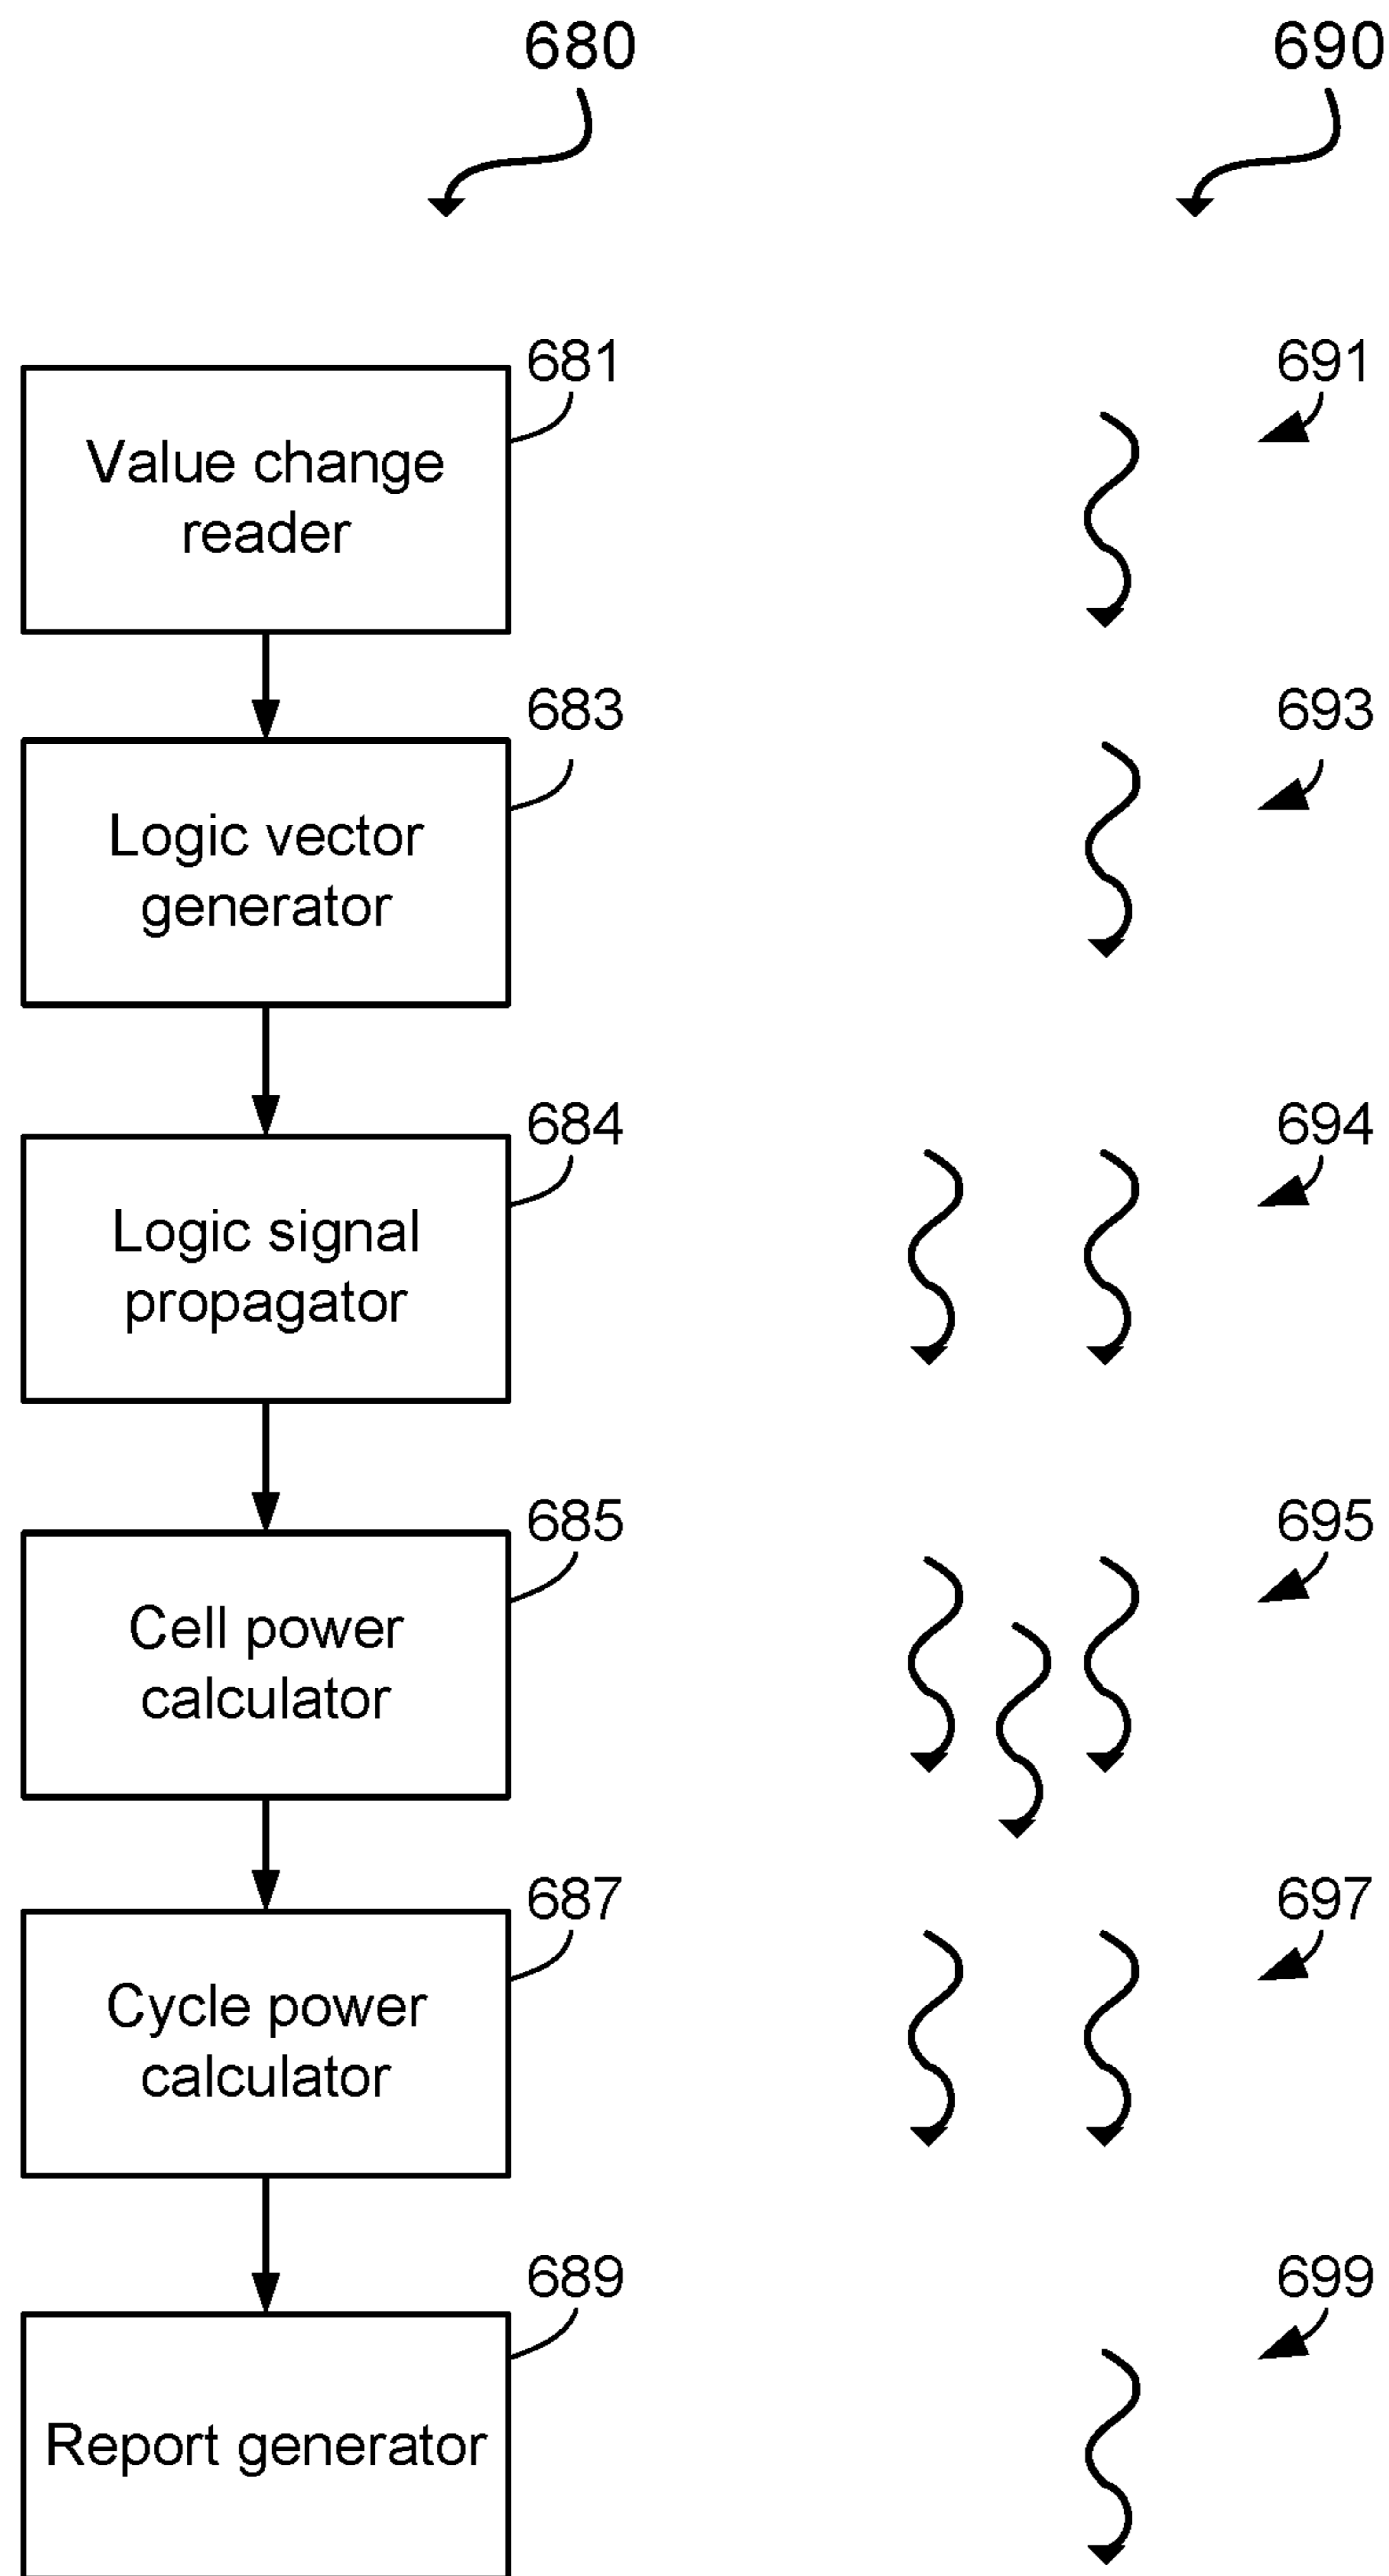 680
690
681
691
Value change
reader
683
693
Logic vector
generator
684
694
Logic signal
propagator
685
695
Cell power
calculator
687
697
Cycle power
calculator
689
699
Report generator